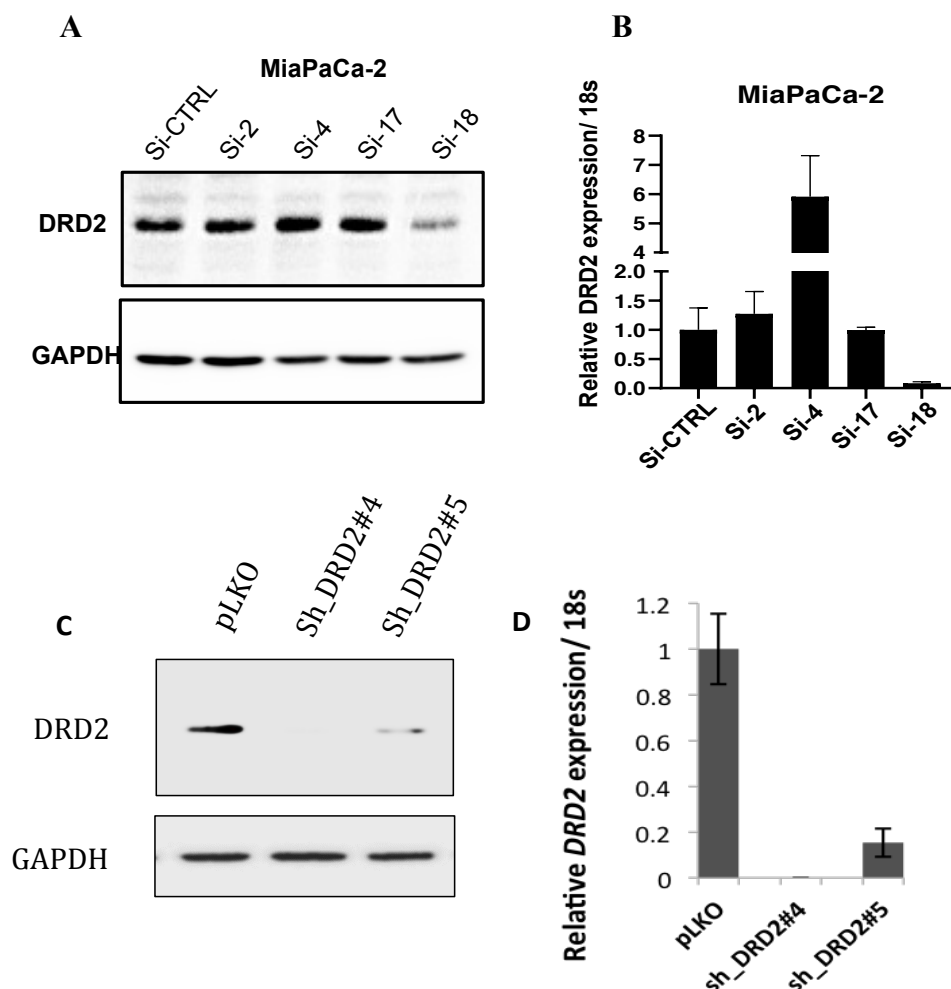 A
MiaPaCa-2
Si-CTRL
Si-2
Si-4
Si-17
Si-18
DRD2
GAPDH
B
MiaPaCa-2
Relative DRD2 expression/ 18s
8
7
6
5
4
2.0
1.5
1.0
0.5
0.0
Si-CTRL
Si-2
Si-4
Si-17
Si-18
C
pLKO
Sh_DRD2#4
Sh_DRD2#5
DRD2
GAPDH
D
Relative DRD2 expression/ 18s
1.2
1
0.8
0.6
0.4
0.2
0
pLKO
sh_DRD2#4
sh_DRD2#5